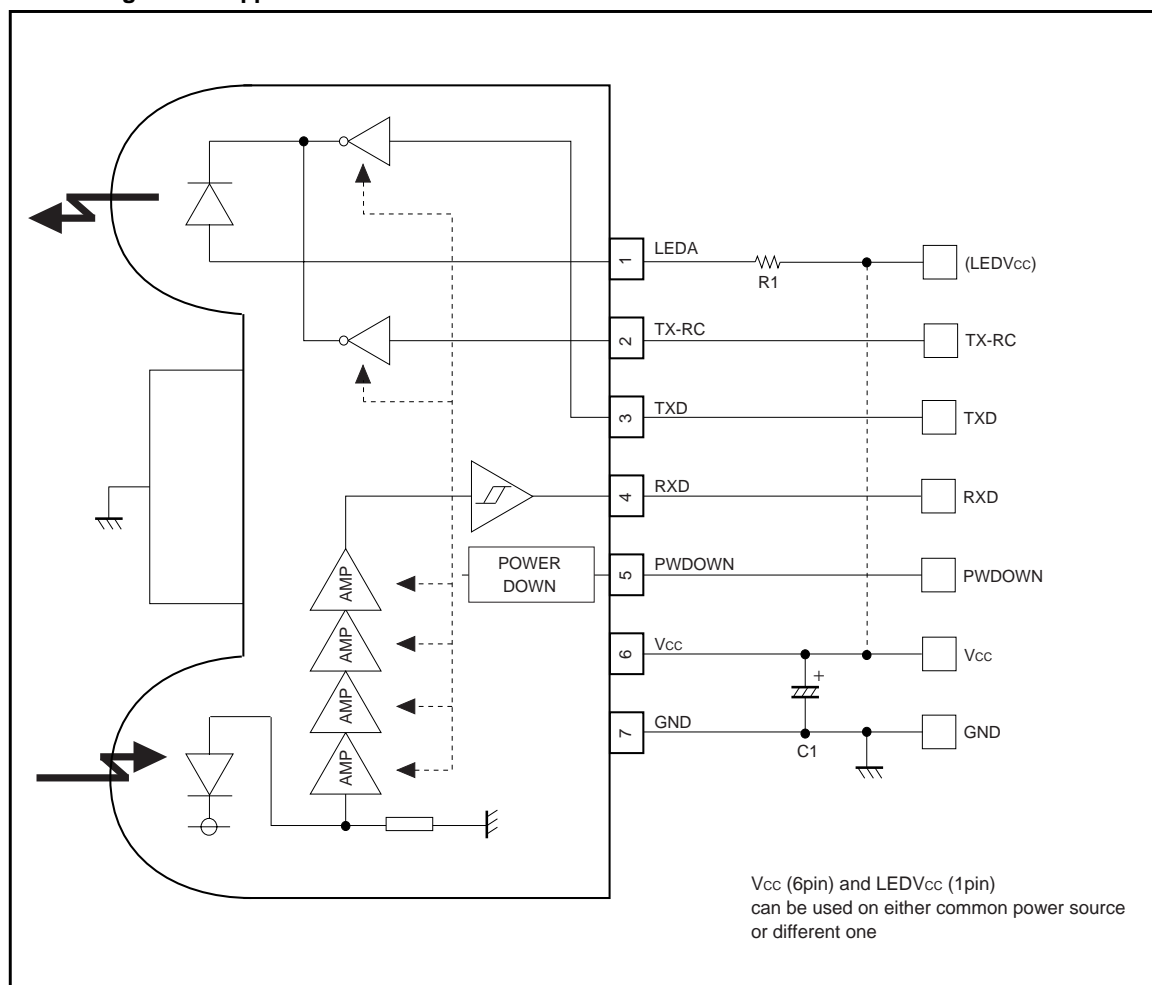 1
LEDA
R1
(LEDVcc)
2
TX-RC
TX-RC
3
TXD
TXD
4
RXD
RXD
POWER
DOWN
5
PWDOWN
PWDOWN
AMP
AMP
AMP
AMP
6
Vcc
+
Vcc
7
GND
C1
GND
Vcc (6pin) and LEDVcc (1pin)
can be used on either common power source
or different one